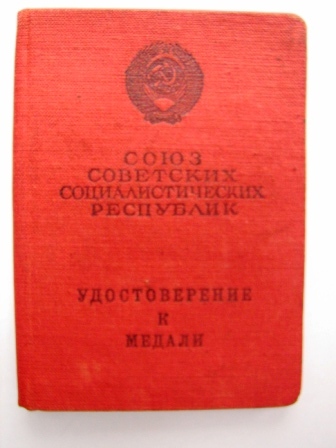 СОЮЗ
СОВЕТСКИХ
СОЦИАЛИСТИЧЕСКИХ
РЕСПУБЛИК
УДОСТОВЕРЕНИЕ
К
МЕДАЛИ